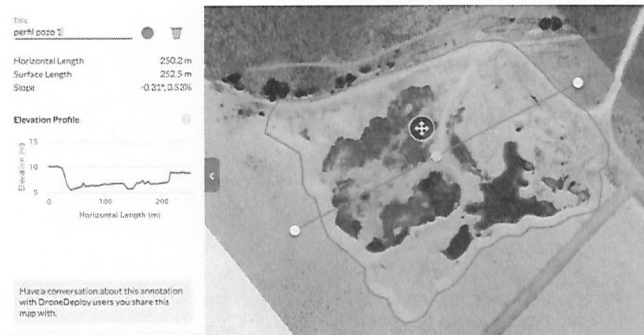 Title
perfil pozo 2
Horizontal Length 250.2 m
Surface Length 252.5 m
Slope -0.31°, 0.53%
Elevation Profile
Elevation (m)
15
10
5
0 100 200
Horizontal Length (m)
Have a conversation about this annotation
with DroneDeploy users you share this
map with.